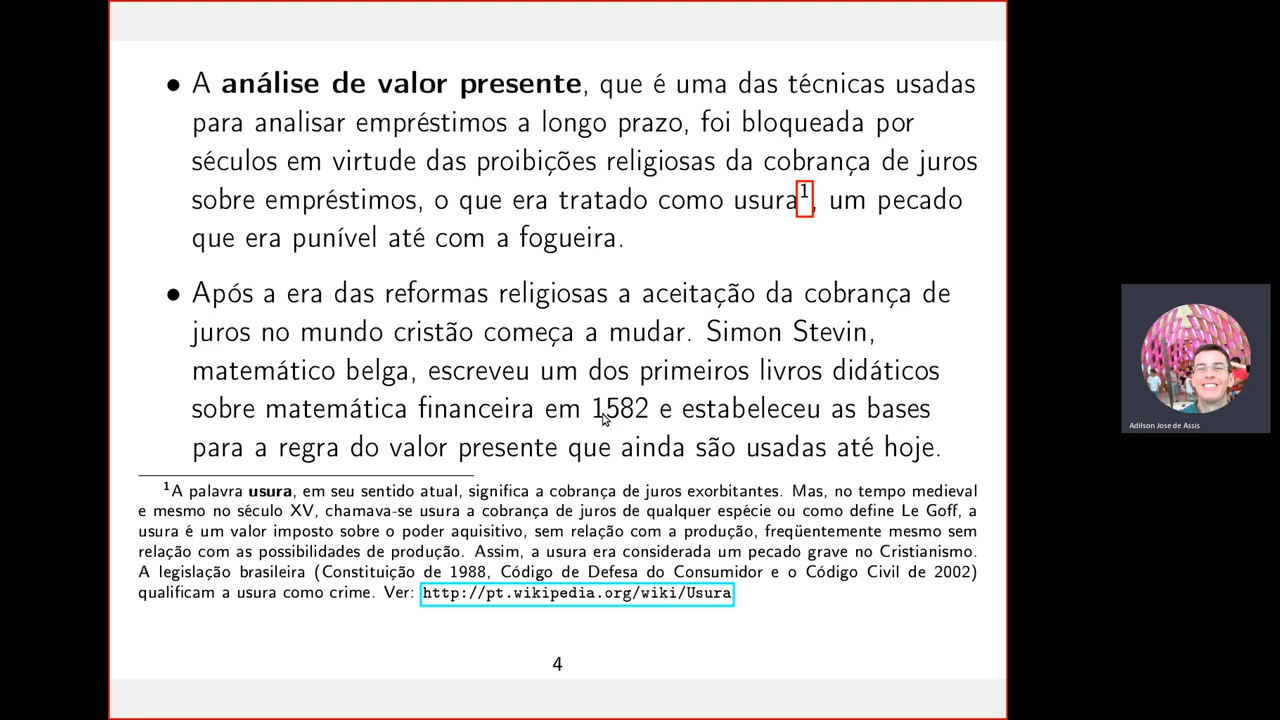 • A análise de valor presente, que é uma das técnicas usadas
para analisar empréstimos a longo prazo, foi bloqueada por
séculos em virtude das proibições religiosas da cobrança de juros
sobre empréstimos, o que era tratado como usura¹, um pecado
que era punível até com a fogueira.
• Após a era das reformas religiosas a aceitação da cobrança de
juros no mundo cristão começa a mudar. Simon Stevin,
matemático belga, escreveu um dos primeiros livros didáticos
sobre matemática financeira em 1582 e estabeleceu as bases
para a regra do valor presente que ainda são usadas até hoje.
¹A palavra usura, em seu sentido atual, significa a cobrança de juros exorbitantes. Mas, no tempo medieval
e mesmo no século XV, chamava-se usura a cobrança de juros de qualquer espécie ou como define Le Goff, a
usura é um valor imposto sobre o poder aquisitivo, sem relação com a produção, freqüentemente mesmo sem
relação com as possibilidades de produção. Assim, a usura era considerada um pecado grave no Cristianismo.
A legislação brasileira (Constituição de 1988, Código de Defesa do Consumidor e o Código Civil de 2002)
qualificam a usura como crime. Ver: http://pt.wikipedia.org/wiki/Usura
4
Adilson Jose de Assis